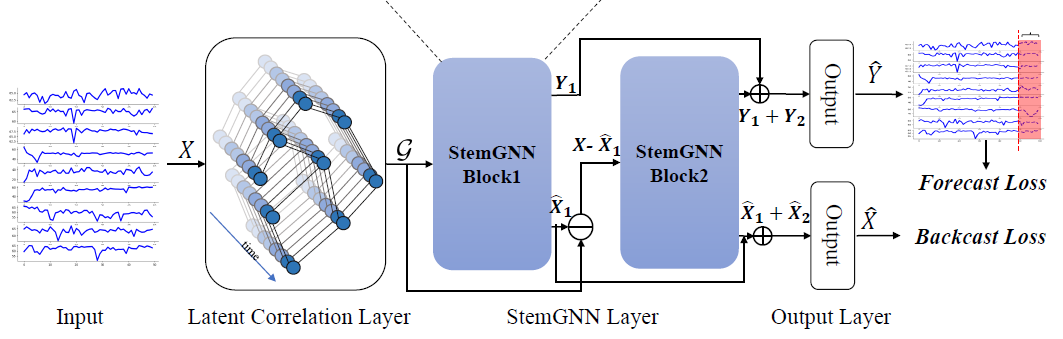 X
time
𝒢
StemGNN
Block1
Y₁
X̂₁
X- X̂₁
StemGNN
Block2
Y₁ + Y₂
X̂₁ + X̂₂
Output
Ŷ
Output
X̂
Forecast Loss
Backcast Loss
Input
Latent Correlation Layer
StemGNN Layer
Output Layer